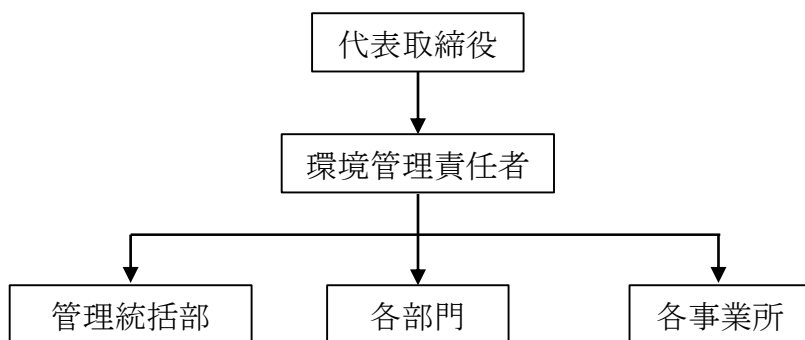 代表取締役
環境管理責任者
管理統括部
各部門
各事業所